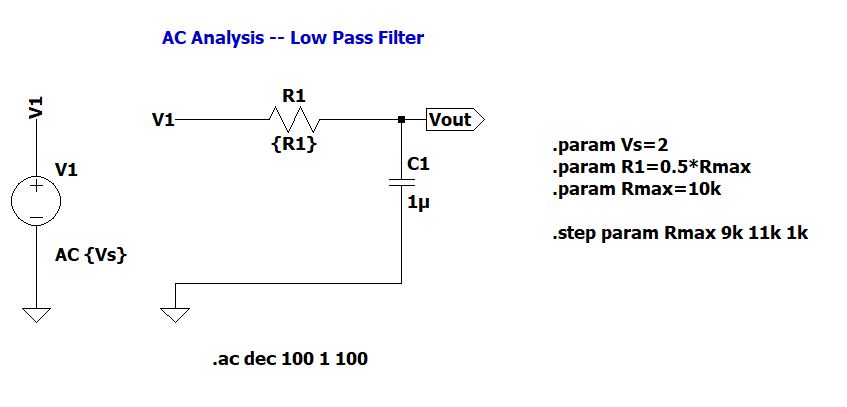 AC Analysis -- Low Pass Filter
V1
V1
AC {Vs}
V1
R1
{R1}
Vout
C1
1µ
.param Vs=2
.param R1=0.5*Rmax
.param Rmax=10k
.step param Rmax 9k 11k 1k
.ac dec 100 1 100